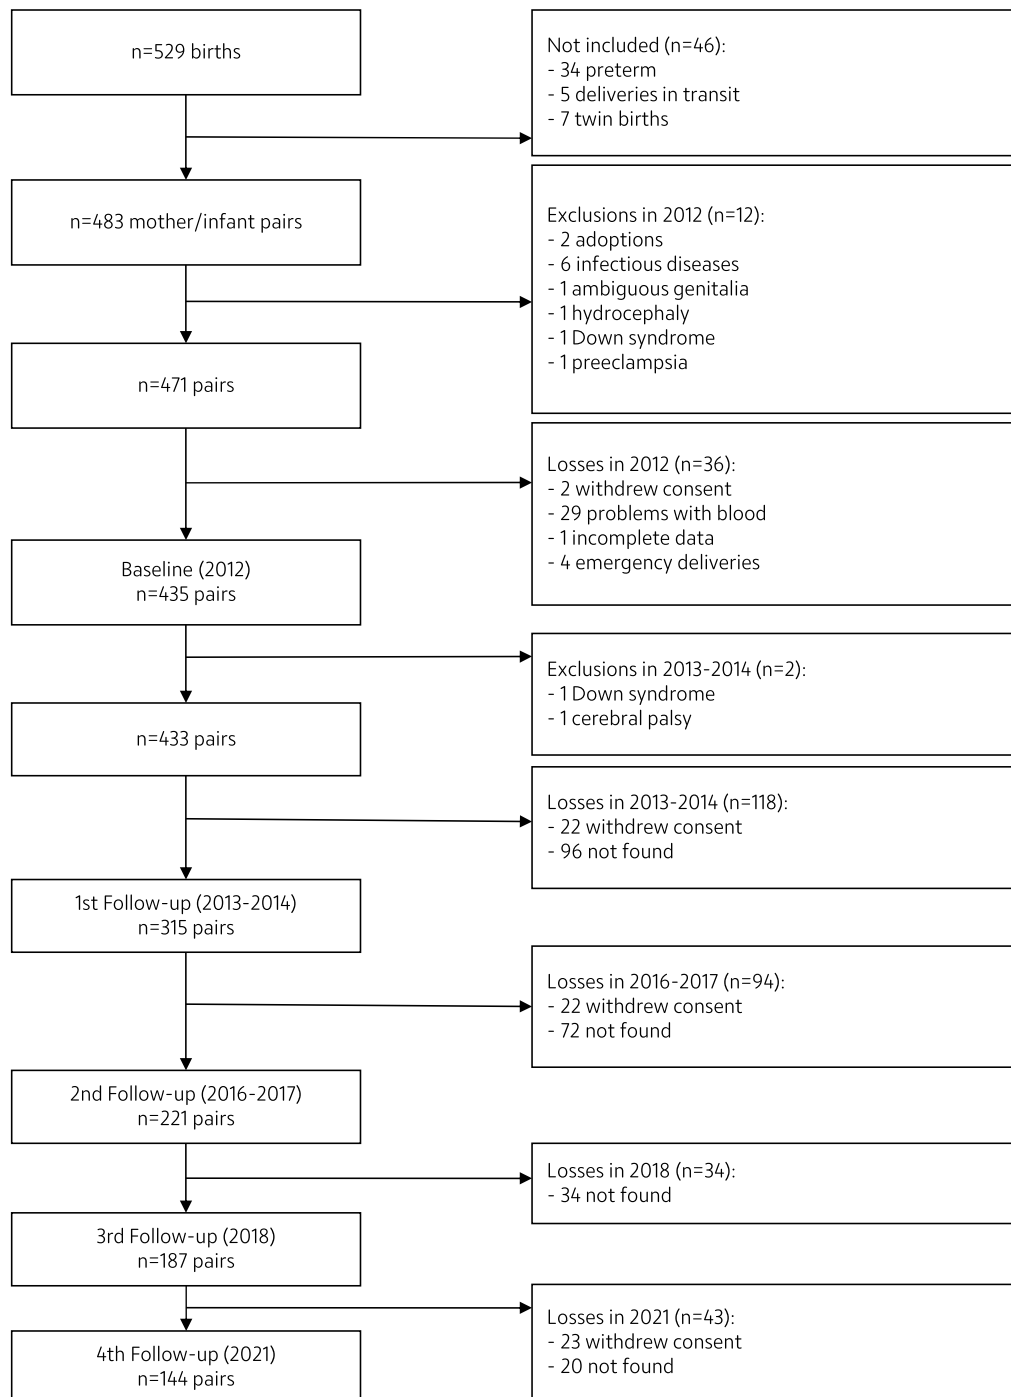 n=529 births
Not included (n=46):
- 34 preterm
- 5 deliveries in transit
- 7 twin births
n=483 mother/infant pairs
Exclusions in 2012 (n=12):
- 2 adoptions
- 6 infectious diseases
- 1 ambiguous genitalia
- 1 hydrocephaly
- 1 Down syndrome
- 1 preeclampsia
n=471 pairs
Losses in 2012 (n=36):
- 2 withdrew consent
- 29 problems with blood
- 1 incomplete data
- 4 emergency deliveries
Baseline (2012)
n=435 pairs
Exclusions in 2013-2014 (n=2):
- 1 Down syndrome
- 1 cerebral palsy
n=433 pairs
Losses in 2013-2014 (n=118):
- 22 withdrew consent
- 96 not found
1st Follow-up (2013-2014)
n=315 pairs
Losses in 2016-2017 (n=94):
- 22 withdrew consent
- 72 not found
2nd Follow-up (2016-2017)
n=221 pairs
Losses in 2018 (n=34):
- 34 not found
3rd Follow-up (2018)
n=187 pairs
Losses in 2021 (n=43):
- 23 withdrew consent
- 20 not found
4th Follow-up (2021)
n=144 pairs